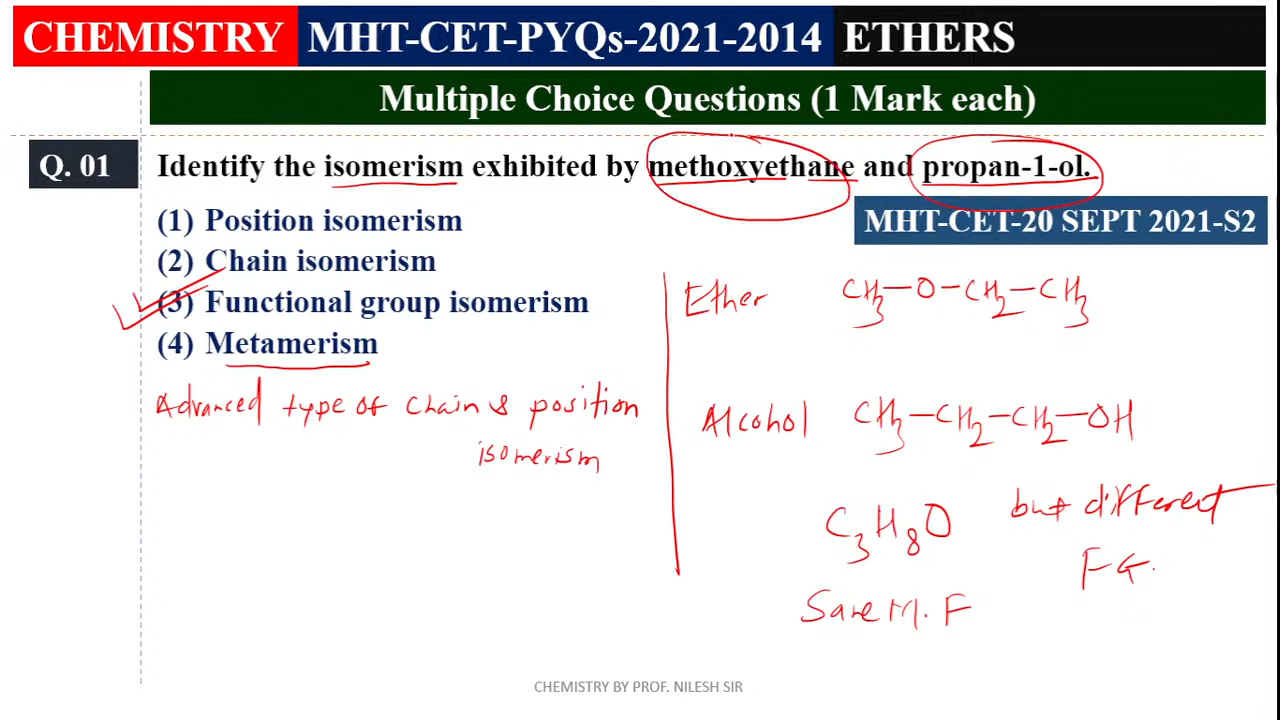 CHEMISTRY MHT-CET-PYQs-2021-2014 ETHERS
Multiple Choice Questions (1 Mark each)
Q. 01 Identify the isomerism exhibited by methoxyethane and propan-1-ol.
(1) Position isomerism
MHT-CET-20 SEPT 2021-S2
(2) Chain isomerism
(3) Functional group isomerism
(4) Metamerism
Advanced type of chain & position
isomerism
Ether CH3-O-CH2-CH3
Alcohol CH3-CH2-CH2-OH
C3H8O but different
F G.
Same M. F
CHEMISTRY BY PROF. NILESH SIR